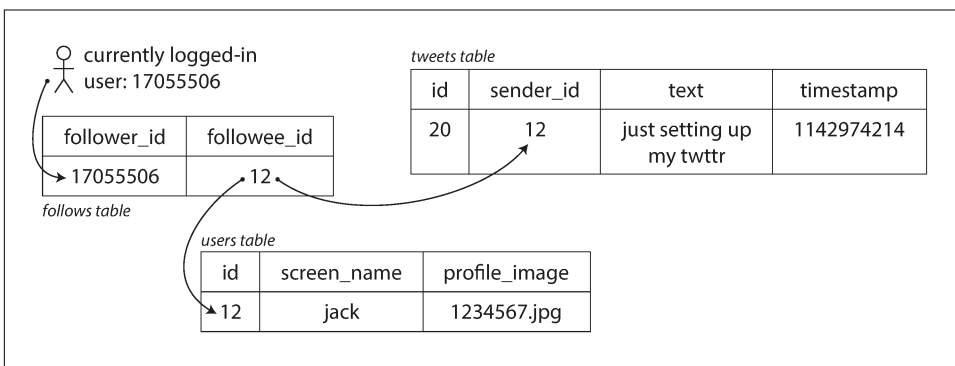 currently logged-in
user: 17055506
tweets table
id sender_id text timestamp
20 12 just setting up 1142974214
my twttr
follower_id followee_id
17055506 12
follows table
users table
id screen_name profile_image
12 jack 1234567.jpg